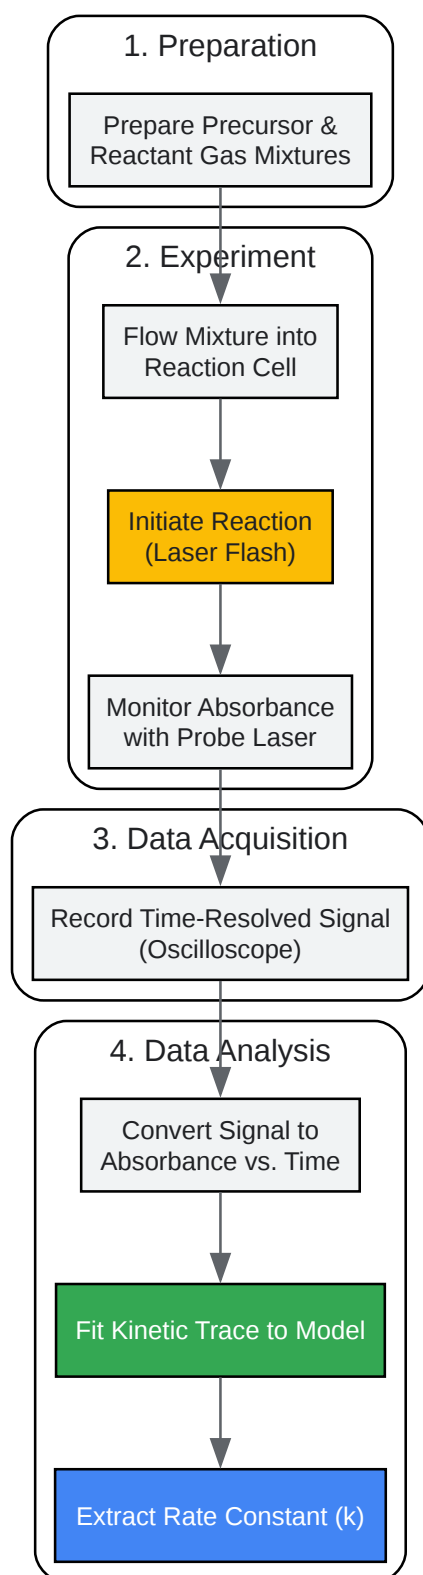 1. Preparation
Prepare Precursor &
Reactant Gas Mixtures
2. Experiment
Flow Mixture into
Reaction Cell
Initiate Reaction
(Laser Flash)
Monitor Absorbance
with Probe Laser
3. Data Acquisition
Record Time-Resolved Signal
(Oscilloscope)
4. Data Analysis
Convert Signal to
Absorbance vs. Time
Fit Kinetic Trace to Model
Extract Rate Constant (k)